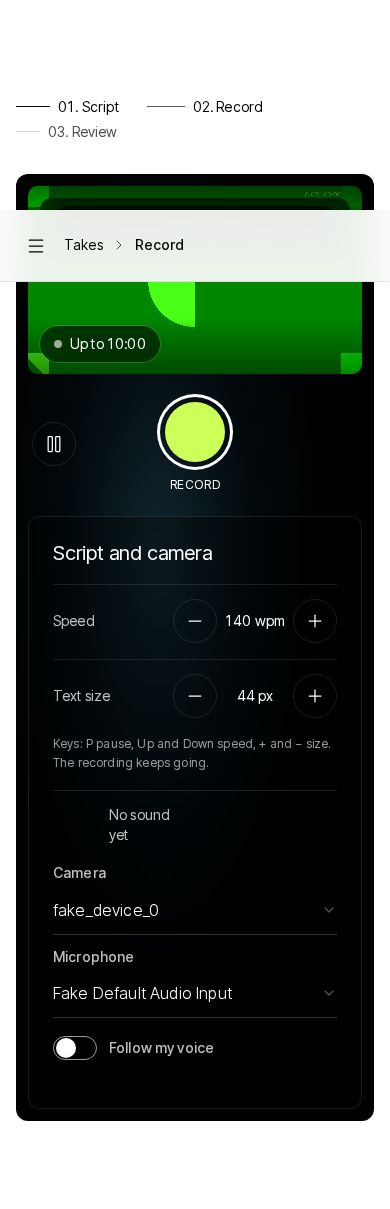 01. Script
02. Record
03. Review
Takes
Record
Up to 10:00
RECORD
Script and camera
Speed
140 wpm
Text size
44 px
Keys: P pause, Up and Down speed, + and − size.
The recording keeps going.
No sound
yet
Camera
fake_device_0
Microphone
Fake Default Audio Input
Follow my voice